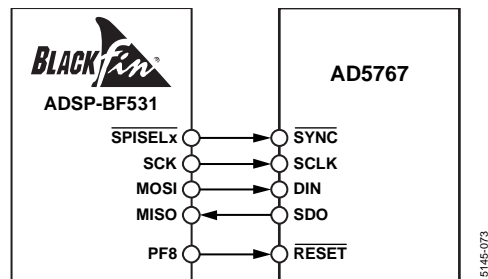 BLACKfin®
ADSP-BF531
AD5767
SPISELx SYNC
SCK SCLK
MOSI DIN
MISO SDO
PF8 RESET
5145-073